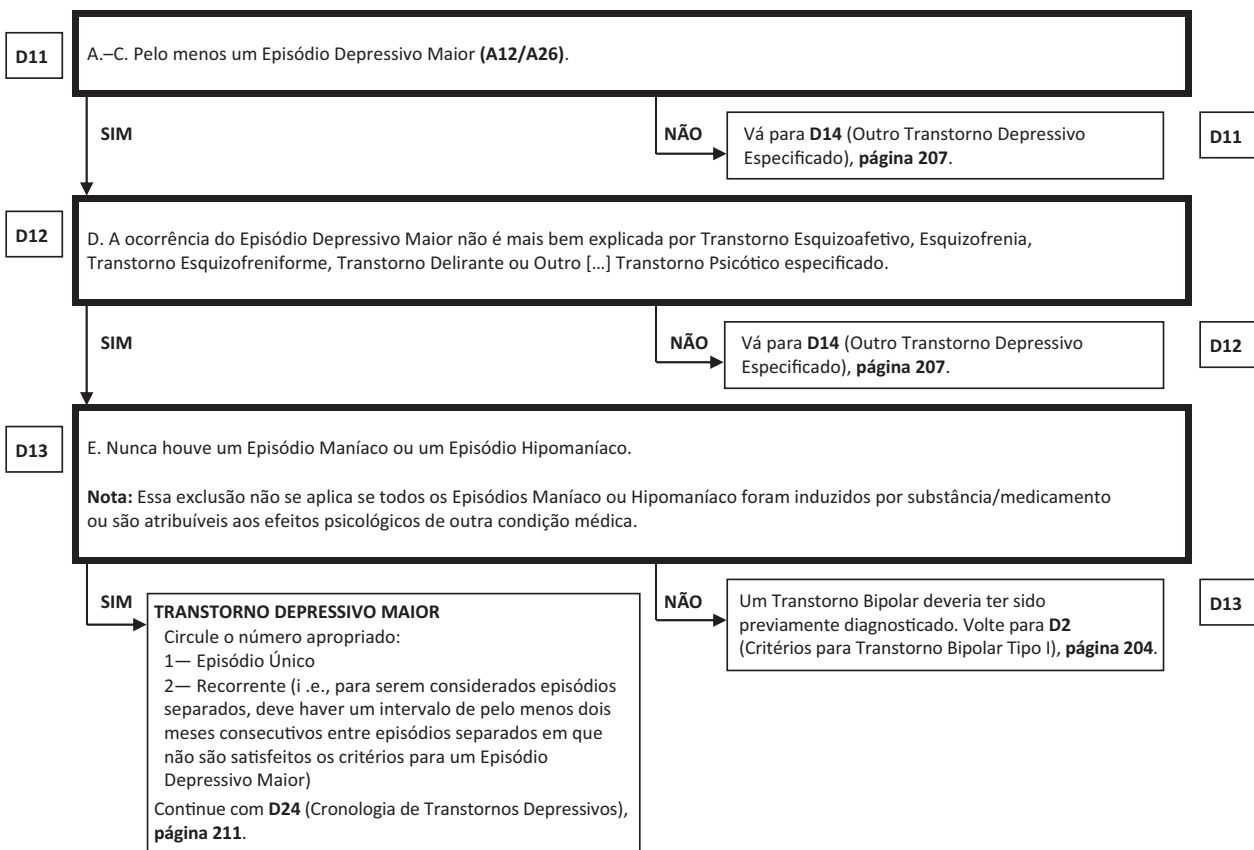 D11
A.–C. Pelo menos um Episódio Depressivo Maior (A12/A26).
SIM
NÃO
Vá para D14 (Outro Transtorno Depressivo
Especificado), página 207.
D11
D12
D. A ocorrência do Episódio Depressivo Maior não é mais bem explicada por Transtorno Esquizoafetivo, Esquizofrenia,
Transtorno Esquizofreniforme, Transtorno Delirante ou Outro [...] Transtorno Psicótico especificado.
SIM
NÃO
Vá para D14 (Outro Transtorno Depressivo
Especificado), página 207.
D12
D13
E. Nunca houve um Episódio Maníaco ou um Episódio Hipomaníaco.
Nota: Essa exclusão não se aplica se todos os Episódios Maníaco ou Hipomaníaco foram induzidos por substância/medicamento
ou são atribuíveis aos efeitos psicológicos de outra condição médica.
SIM
TRANSTORNO DEPRESSIVO MAIOR
Circule o número apropriado:
1— Episódio Único
2— Recorrente (i .e., para serem considerados episódios
separados, deve haver um intervalo de pelo menos dois
meses consecutivos entre episódios separados em que
não são satisfeitos os critérios para um Episódio
Depressivo Maior)
Continue com D24 (Cronologia de Transtornos Depressivos),
página 211.
NÃO
Um Transtorno Bipolar deveria ter sido
previamente diagnosticado. Volte para D2
(Critérios para Transtorno Bipolar Tipo I), página 204.
D13